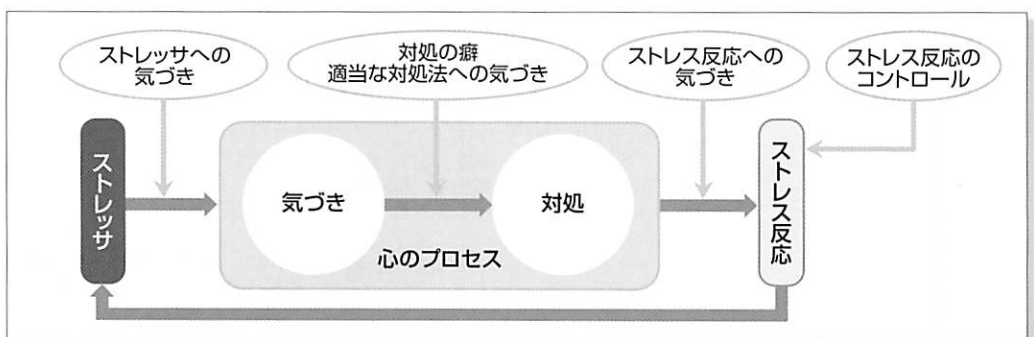 ストレッサへの
気づき
対処の癖
適当な対処法への気づき
ストレス反応への
気づき
ストレス反応の
コントロール
ストレッサ
気づき
対処
ストレス反応
心のプロセス